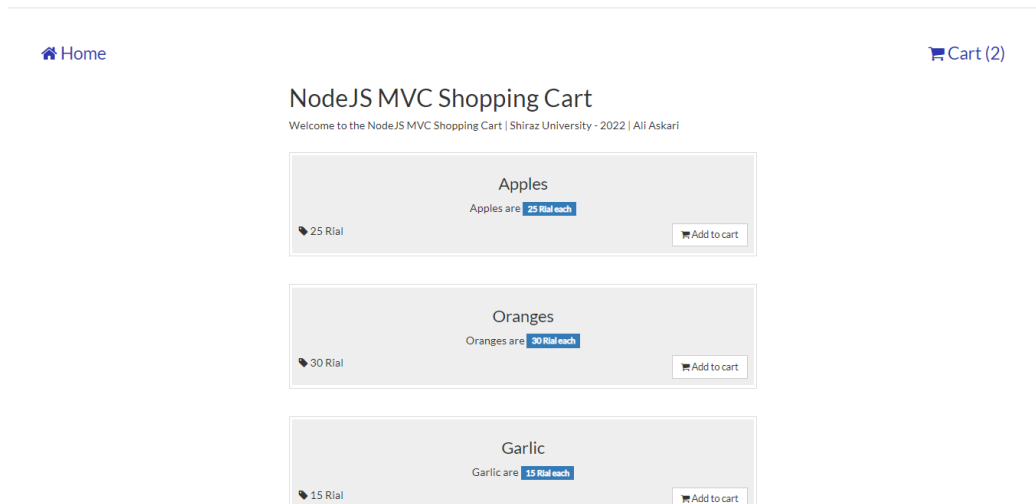 Home
Cart (2)
NodeJS MVC Shopping Cart
Welcome to the NodeJS MVC Shopping Cart | Shiraz University - 2022 | Ali Askari
Apples
Apples are 25 Rial each
25 Rial
Add to cart
Oranges
Oranges are 30 Rial each
30 Rial
Add to cart
Garlic
Garlic are 15 Rial each
15 Rial
Add to cart